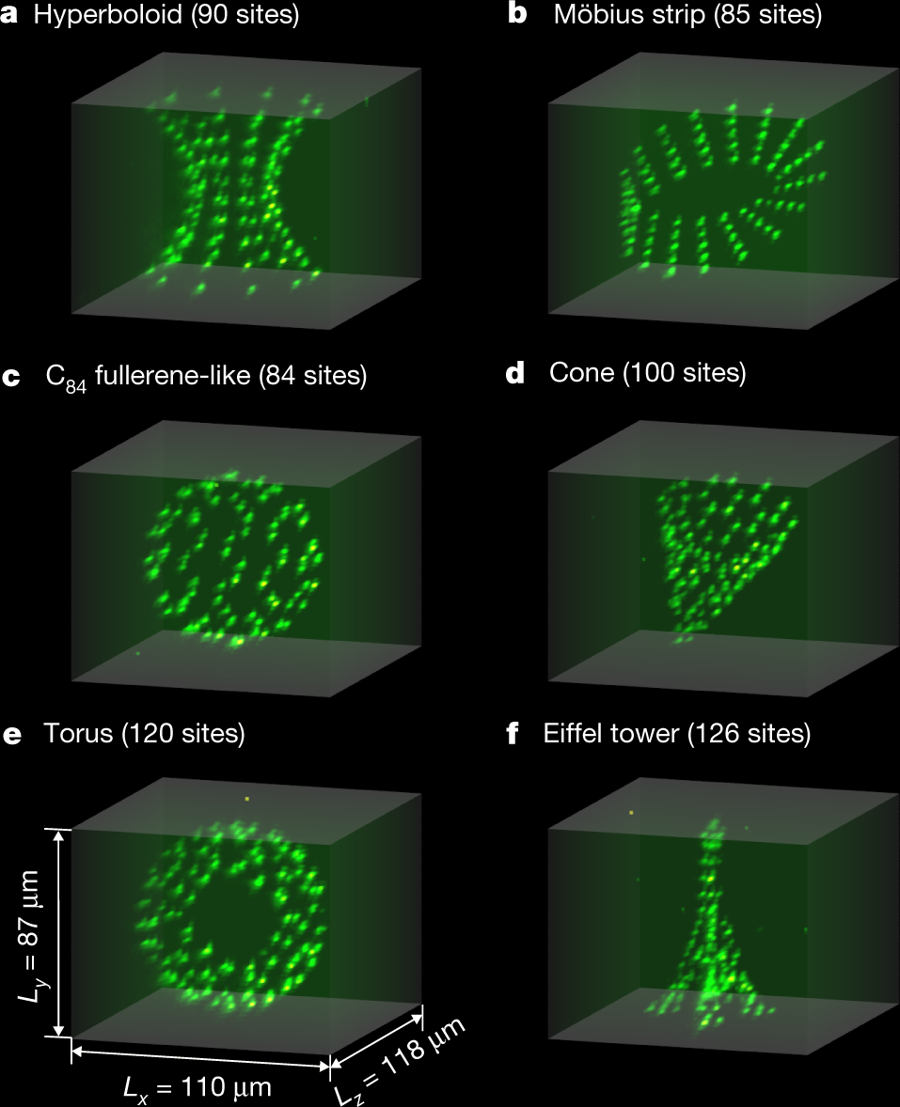 a Hyperboloid (90 sites)
b Möbius strip (85 sites)
c C84 fullerene-like (84 sites)
d Cone (100 sites)
e Torus (120 sites)
f Eiffel tower (126 sites)
Ly = 87 μm
Lx = 110 μm
Lz = 118 μm